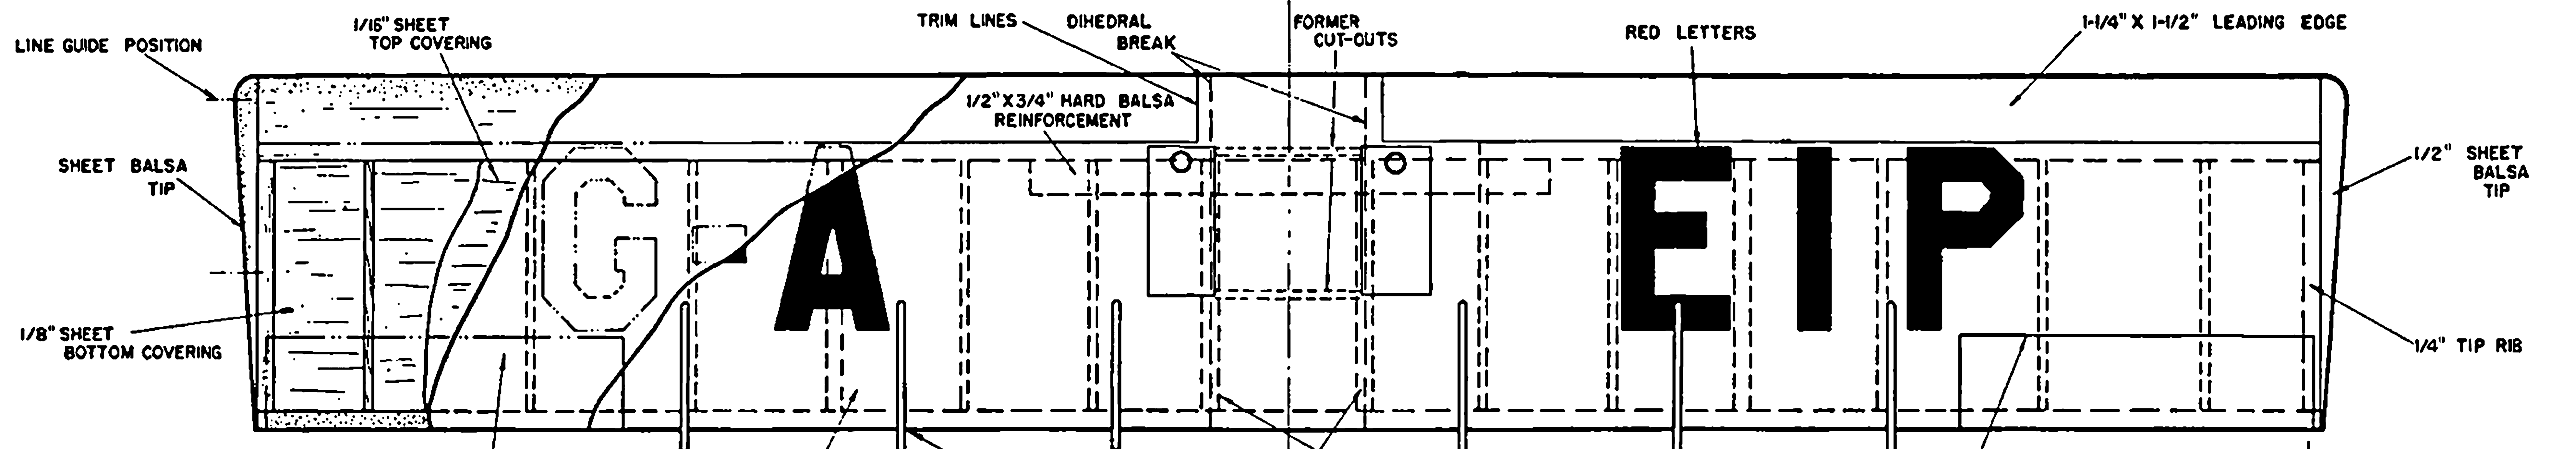 LINE GUIDE POSITION
1/16" SHEET
TOP COVERING
TRIM LINES
DIHEDRAL
BREAK
FORMER
CUT-OUTS
RED LETTERS
1-1/4" X 1-1/2" LEADING EDGE
1/2" X 3/4" HARD BALSA
REINFORCEMENT
SHEET BALSA
TIP
G-A EIP
1/2" SHEET
BALSA
TIP
1/8" SHEET
BOTTOM COVERING
1/4" TIP RIB